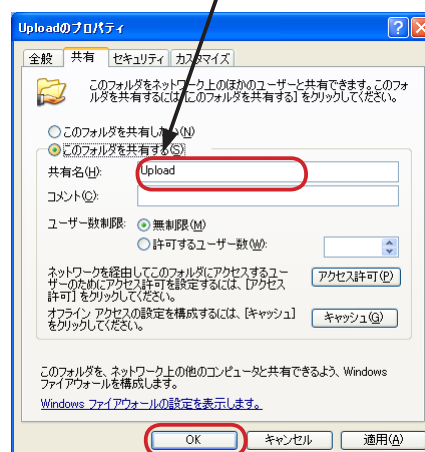 Uploadのプロパティ
全般 共有 セキュリティ カスタマイズ
このフォルダをネットワーク上のほかのユーザーと共有できます。このフォ
ルダを共有するには、[このフォルダを共有する] をクリックしてください。
このフォルダを共有しない(N)
このフォルダを共有する(S)
共有名(H): Upload
コメント(C):
ユーザー数制限: 無制限(M)
許可するユーザー数(W):
ネットワークを経由してこのフォルダにアクセスするユー
ザーのためにアクセス許可を設定するには、[アクセス
許可] をクリックしてください。
アクセス許可(P)
オフライン アクセスの設定を構成するには、[キャッシュ]
をクリックしてください。
キャッシュ(G)
このフォルダを、ネットワーク上の他のコンピュータと共有できるよう、Windows
ファイアウォールを構成します。
Windows ファイアウォールの設定を表示します。
OK キャンセル 適用(A)